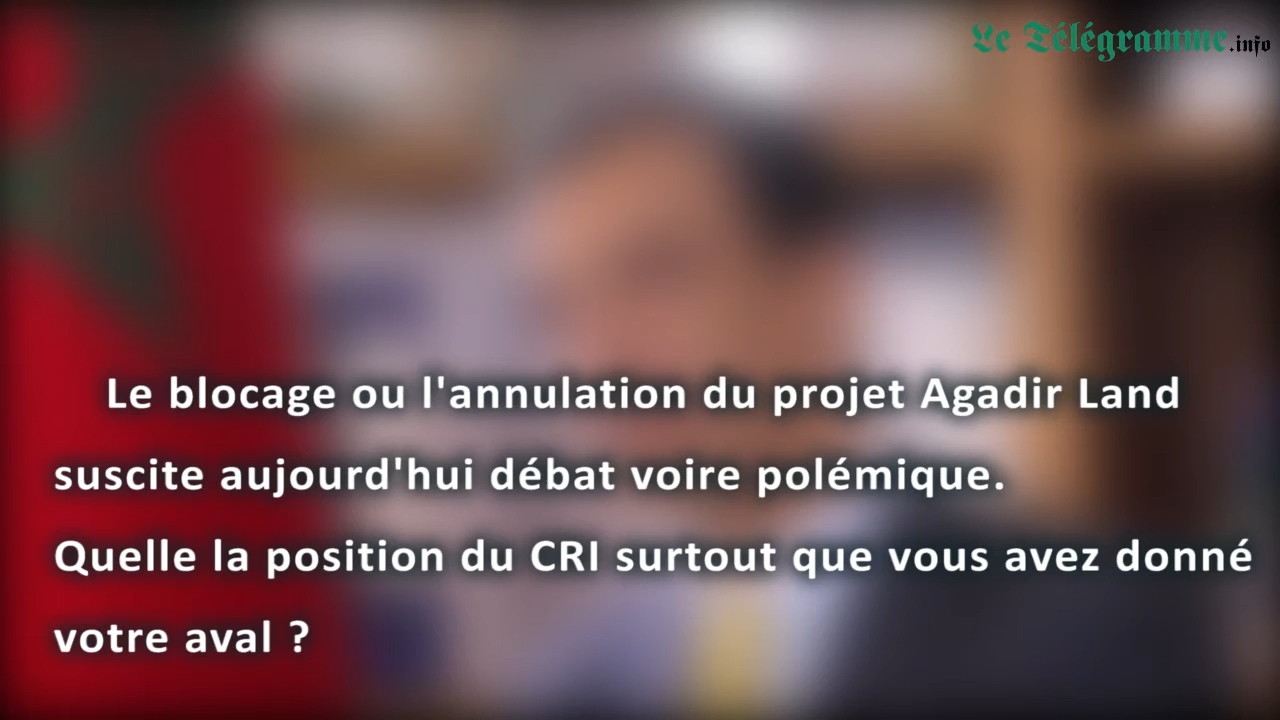 Le Télégramme.info
Le blocage ou l'annulation du projet Agadir Land
suscite aujourd'hui débat voire polémique.
Quelle la position du CRI surtout que vous avez donné
votre aval ?